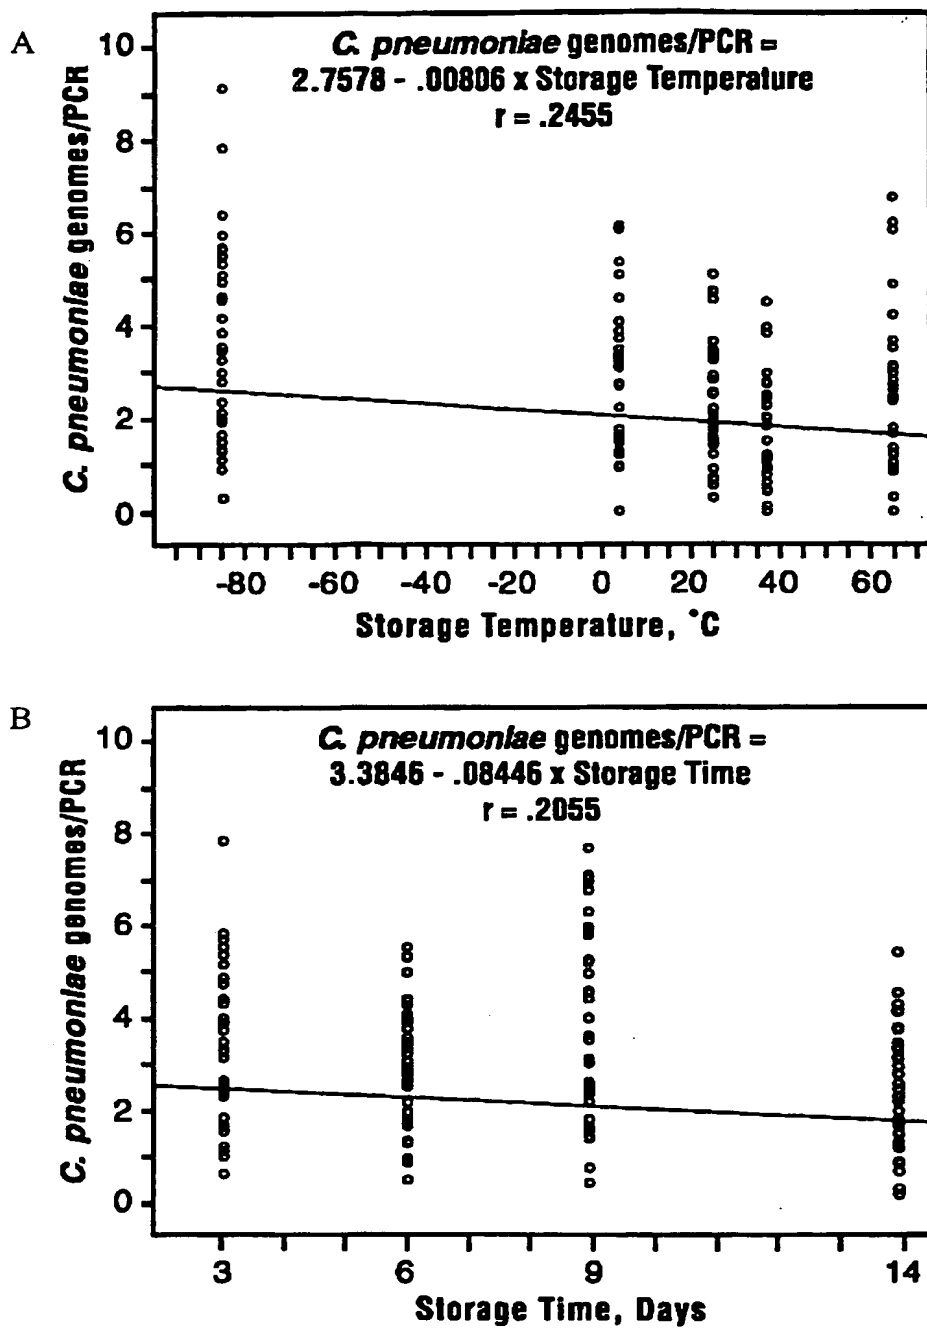 A
C. pneumoniae genomes/PCR =
2.7578 - .00806 x Storage Temperature
r = .2455
C. pneumoniae genomes/PCR
10
8
6
4
2
0
-80 -60 -40 -20 0 20 40 60
Storage Temperature, °C
B
C. pneumoniae genomes/PCR =
3.3846 - .08446 x Storage Time
r = .2055
C. pneumoniae genomes/PCR
10
8
6
4
2
0
3 6 9 14
Storage Time, Days